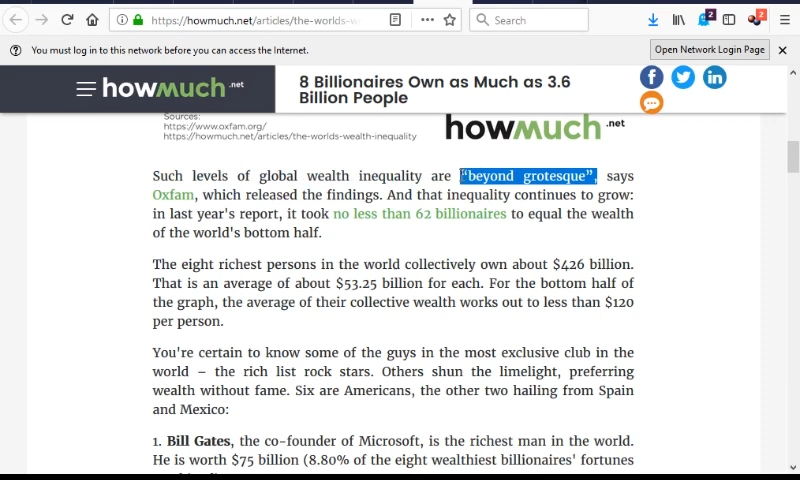 https://howmuch.net/articles/the-worlds-w
Search
2
2
You must log in to this network before you can access the Internet.
Open Network Login Page
howmuch.net
8 Billionaires Own as Much as 3.6
Billion People
Sources:
https://www.oxfam.org/
https://howmuch.net/articles/the-worlds-wealth-inequality
howmuch.net
Such levels of global wealth inequality are “beyond grotesque”, says
Oxfam, which released the findings. And that inequality continues to grow:
in last year's report, it took no less than 62 billionaires to equal the wealth
of the world's bottom half.
The eight richest persons in the world collectively own about $426 billion.
That is an average of about $53.25 billion for each. For the bottom half of
the graph, the average of their collective wealth works out to less than $120
per person.
You're certain to know some of the guys in the most exclusive club in the
world – the rich list rock stars. Others shun the limelight, preferring
wealth without fame. Six are Americans, the other two hailing from Spain
and Mexico:
1. Bill Gates, the co-founder of Microsoft, is the richest man in the world.
He is worth $75 billion (8.80% of the eight wealthiest billionaires' fortunes